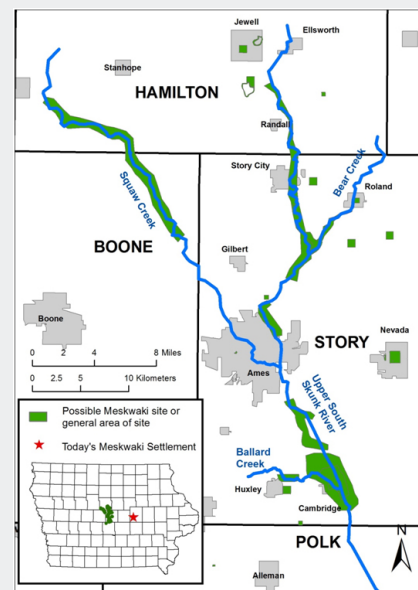 Jewell
Ellsworth
Stanhope
HAMILTON
Randall
Story City
Bear Creek
Roland
Squaw Creek
BOONE
Gilbert
Boone
STORY
Nevada
0 2 4 8 Miles
0 2.5 5 10 Kilometers
Ames
Upper South
Skunk River
Possible Meskwaki site or
general area of site
Today's Meskwaki Settlement
Ballard
Creek
Huxley
Cambridge
POLK
N
Alleman